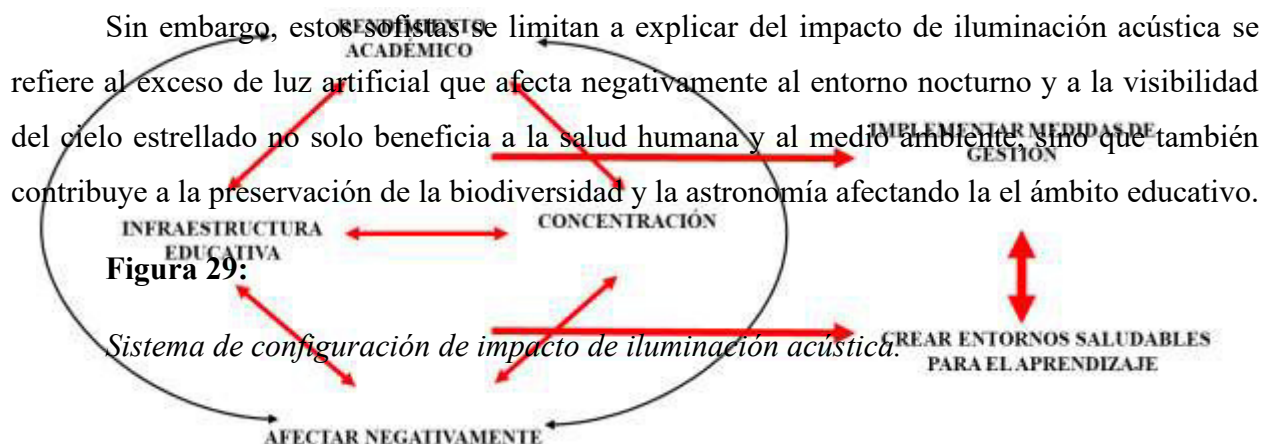 Sin embargo, estos sofistas se limitan a explicar del impacto de iluminación acústica se
refiere al exceso de luz artificial que afecta negativamente al entorno nocturno y a la visibilidad
del cielo estrellado no solo beneficia a la salud humana y al medio ambiente, sino que también
contribuye a la preservación de la biodiversidad y la astronomía afectando la el ámbito educativo.
Figura 29:
Sistema de configuración de impacto de iluminación acústica.
RENDIMIENTO
ACADÉMICO
IMPLEMENTAR MEDIDAS DE
GESTIÓN
INFRAESTRUCTURA
EDUCATIVA
CONCENTRACIÓN
CREAR ENTORNOS SALUDABLES
PARA EL APRENDIZAJE
AFECTAR NEGATIVAMENTE